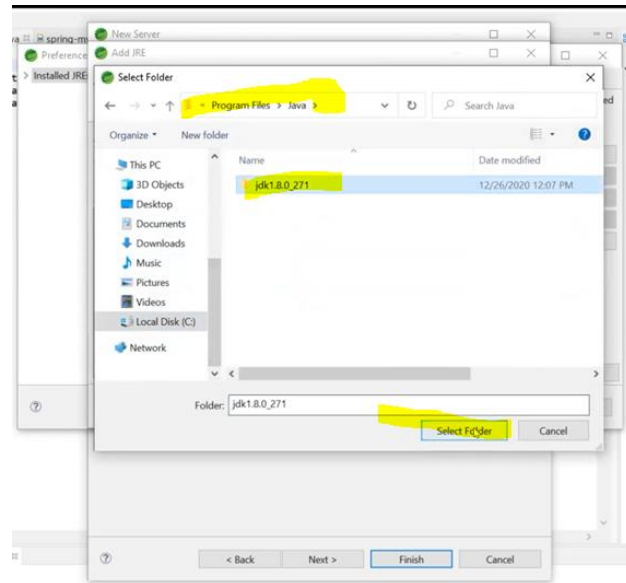 New Server
spring-m
Preference
Add JRE
Installed JRE
Select Folder
Program Files > Java >
Search Java
Organize
New folder
This PC
Name
Date modified
3D Objects
jdk1.8.0_271
12/26/2020 12:07 PM
Desktop
Documents
Downloads
Music
Pictures
Videos
Local Disk (C:)
Network
Folder: jdk1.8.0_271
Select Folder
Cancel
< Back
Next >
Finish
Cancel